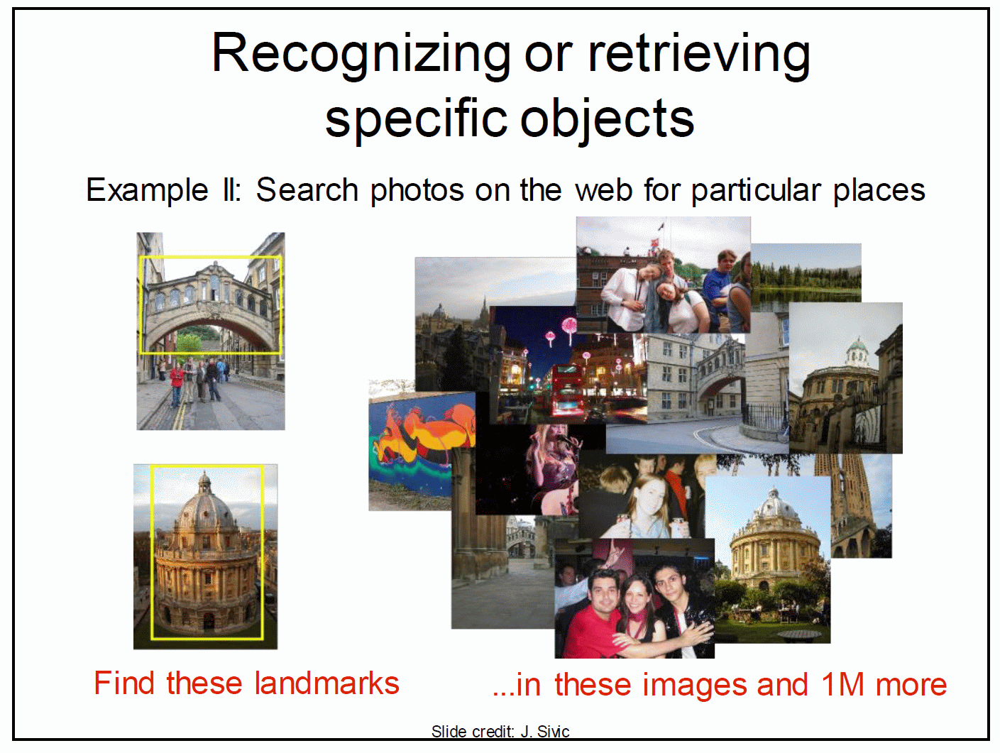 Recognizing or retrieving
specific objects
Example II: Search photos on the web for particular places
Find these landmarks
...in these images and 1M more
Slide credit: J. Sivic